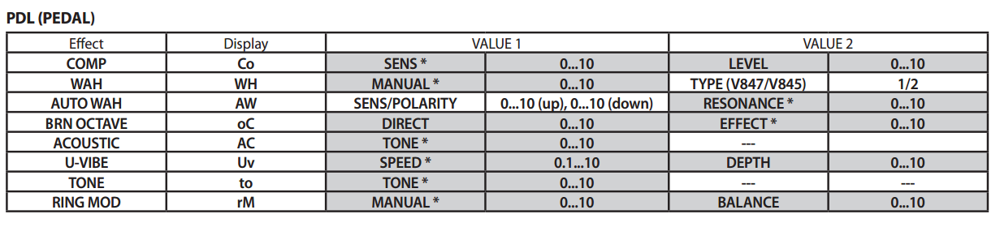 PDL (PEDAL)
Effect Display VALUE 1 VALUE 2
COMP Co SENS * 0...10 LEVEL 0...10
WAH WH MANUAL * 0...10 TYPE (V847/V845) 1/2
AUTO WAH AW SENS/POLARITY 0...10 (up), 0...10 (down) RESONANCE * 0...10
BRN OCTAVE oC DIRECT 0...10 EFFECT * 0...10
ACOUSTIC AC TONE * 0...10 ---
U-VIBE Uv SPEED * 0.1...10 DEPTH 0...10
TONE to TONE * 0...10 --- ---
RING MOD rM MANUAL * 0...10 BALANCE 0...10